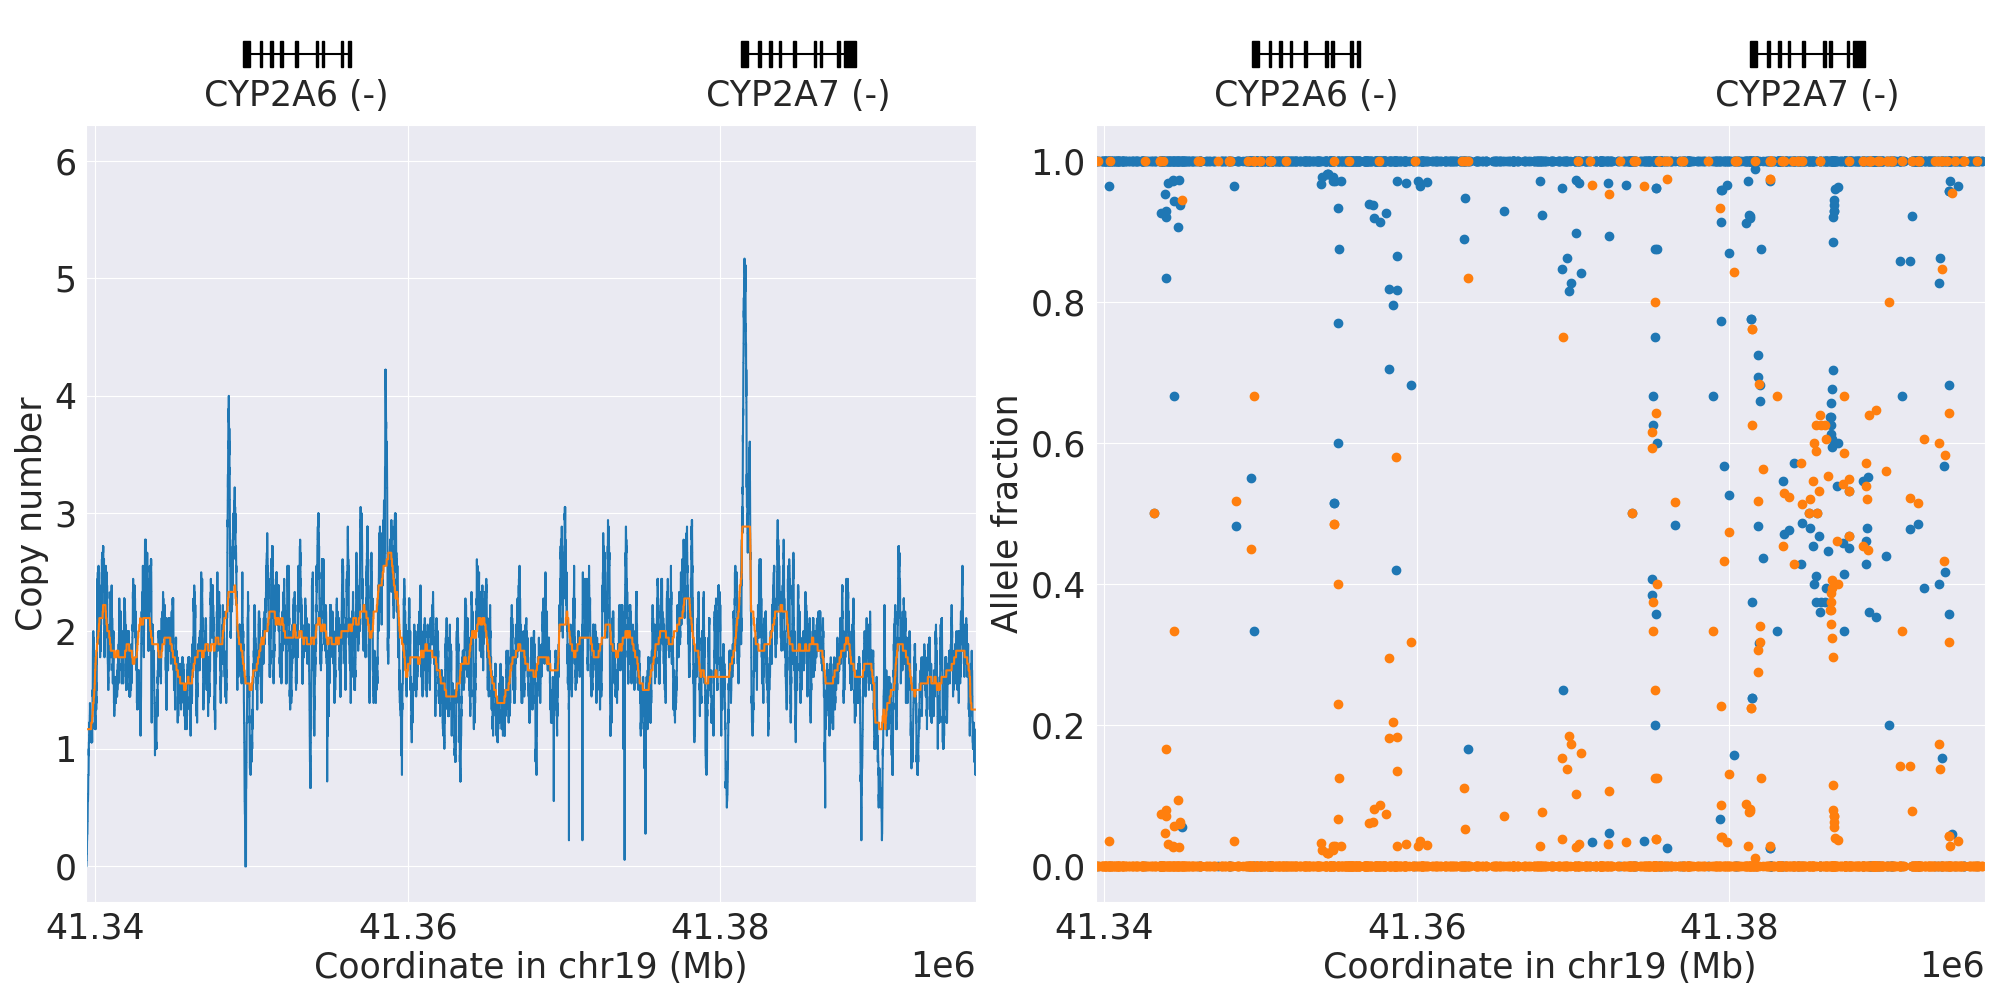 CYP2A6 (-) CYP2A7 (-)
6
5
4
3
2
1
0
Copy number
41.34 41.36 41.38
Coordinate in chr19 (Mb) 1e6
CYP2A6 (-) CYP2A7 (-)
1.0
0.8
0.6
0.4
0.2
0.0
Allele fraction
41.34 41.36 41.38
Coordinate in chr19 (Mb) 1e6